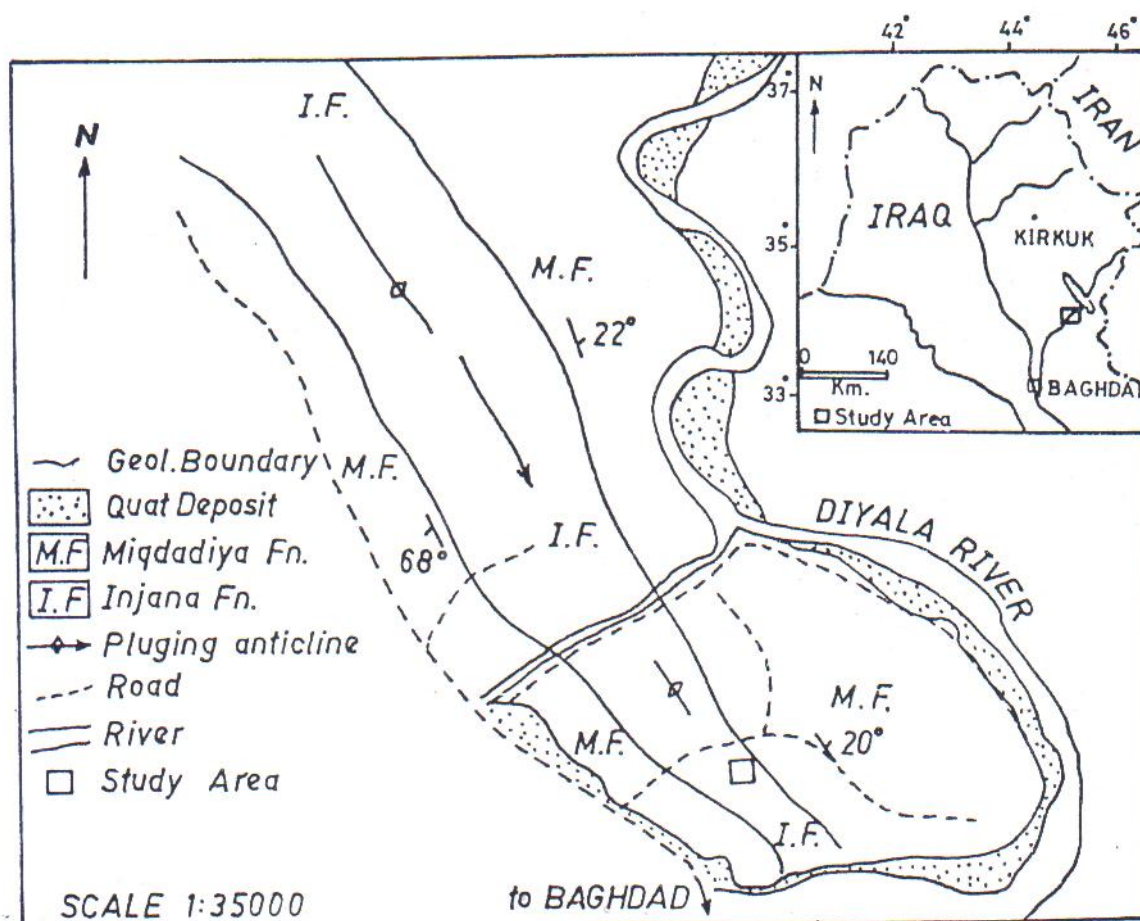 42° 44° 46°
37°
35°
33°
N
IRAN
IRAQ
KIRKUK
0 140
Km.
BAGHDAD
Study Area
N
I.F.
M.F.
22°
M.F.
68°
I.F.
DIYALA RIVER
M.F.
20°
M.F.
I.F.
Geol. Boundary
Quat Deposit
M.F Miqdadiya Fn.
I.F Injana Fn.
Pluging anticline
Road
River
Study Area
SCALE 1:35000
to BAGHDAD